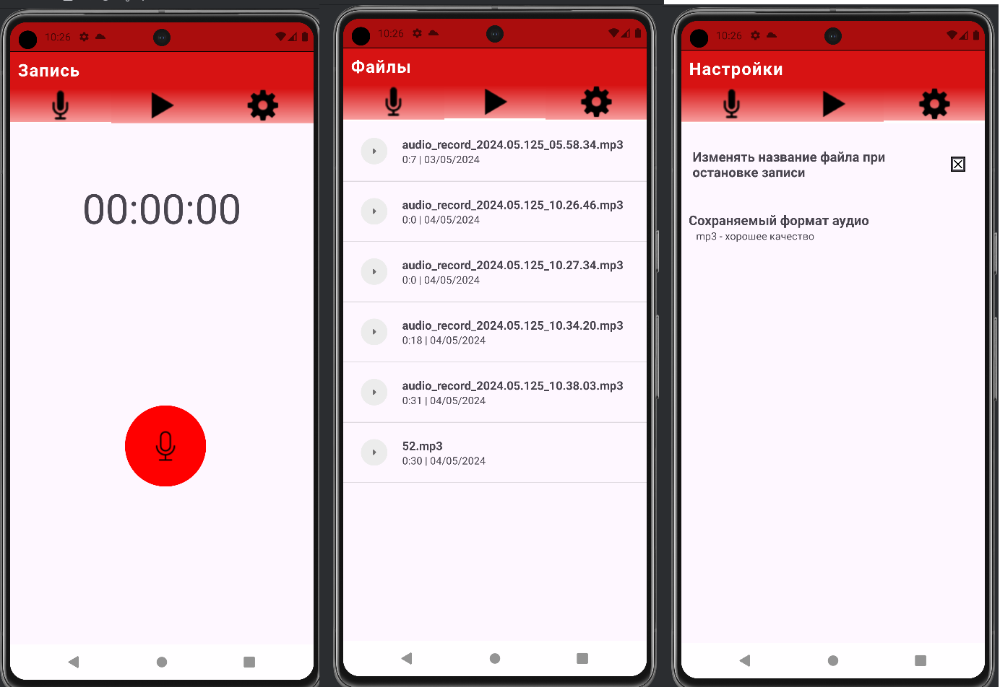 10:26
Запись
00:00:00
10:26
Файлы
audio_record_2024.05.125_05.58.34.mp3
0:7 | 03/05/2024
audio_record_2024.05.125_10.26.46.mp3
0:0 | 04/05/2024
audio_record_2024.05.125_10.27.34.mp3
0:0 | 04/05/2024
audio_record_2024.05.125_10.34.20.mp3
0:18 | 04/05/2024
audio_record_2024.05.125_10.38.03.mp3
0:31 | 04/05/2024
52.mp3
0:30 | 04/05/2024
10:26
Настройки
Изменять название файла при
остановке записи
Сохраняемый формат аудио
mp3 - хорошее качество